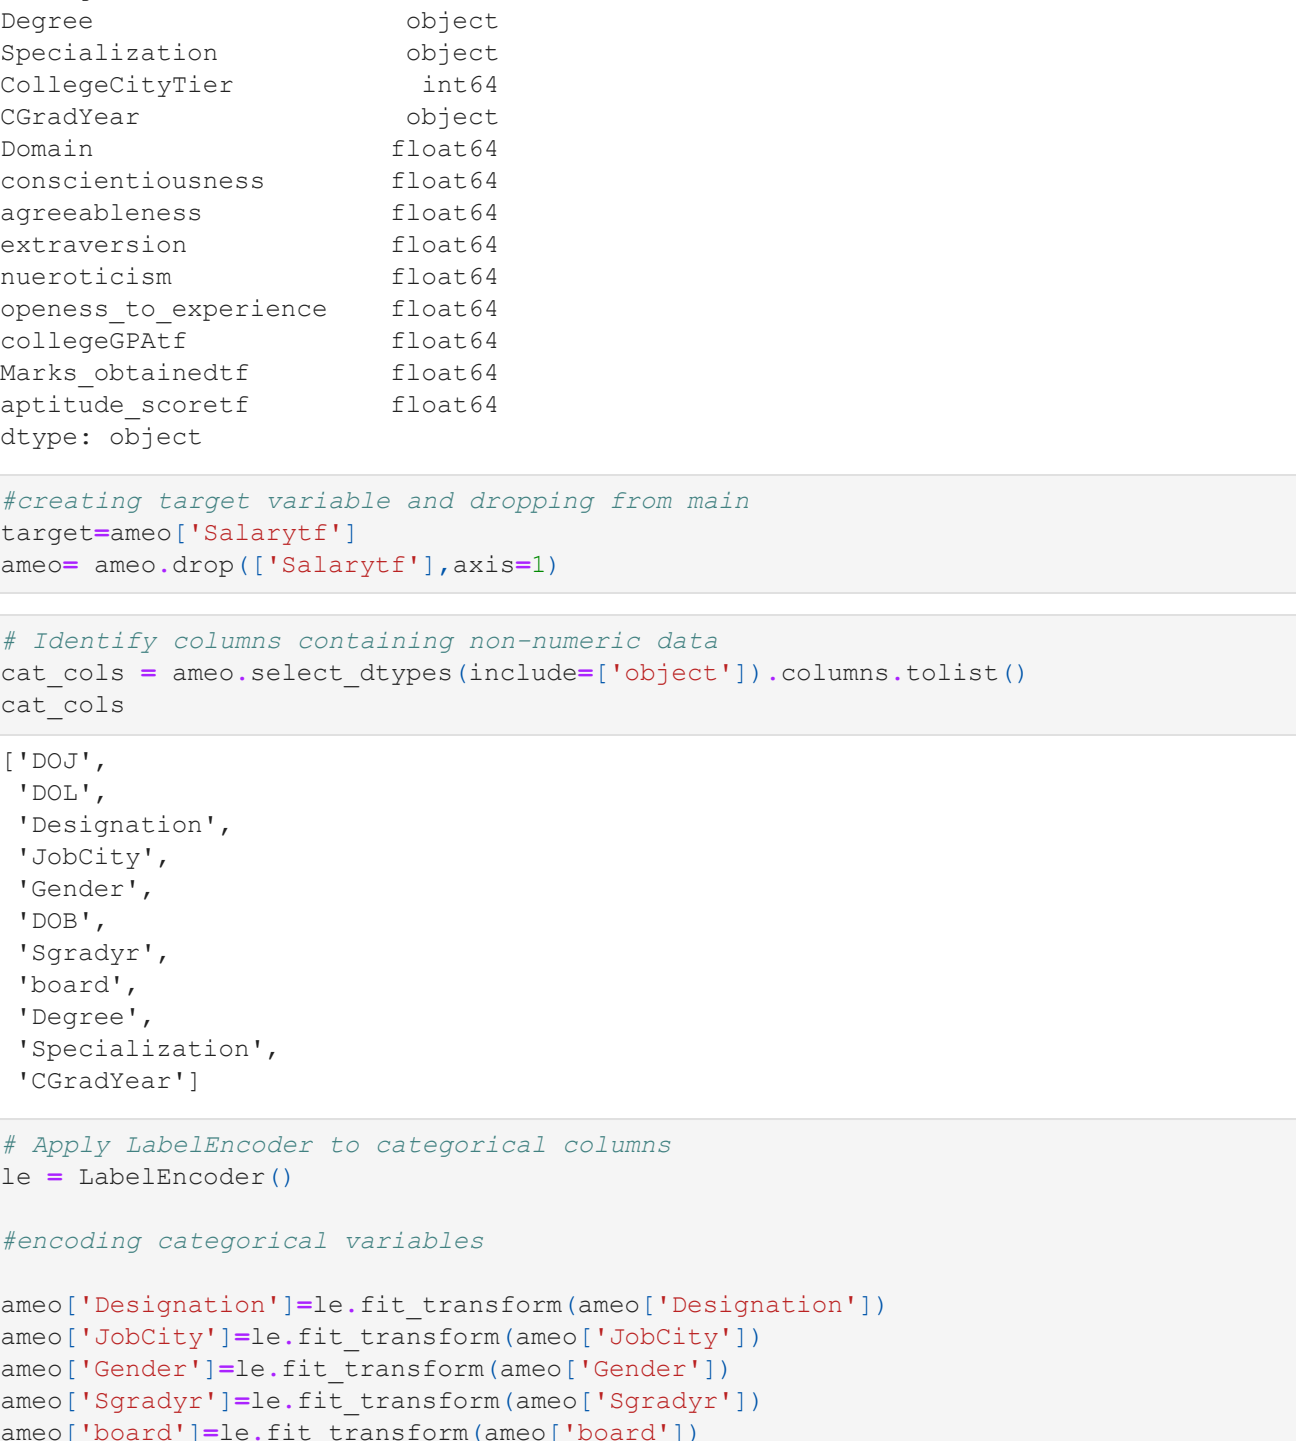 Degree                    object
Specialization            object
CollegeCityTier            int64
CGradYear                 object
Domain                   float64
conscientiousness        float64
agreeableness            float64
extraversion             float64
nueroticism              float64
openess_to_experience    float64
collegeGPAtf             float64
Marks_obtainedtf         float64
aptitude_scoretf         float64
dtype: object
#creating target variable and dropping from main
target=ameo['Salarytf']
ameo= ameo.drop(['Salarytf'],axis=1)
# Identify columns containing non-numeric data
cat_cols = ameo.select_dtypes(include=['object']).columns.tolist()
cat_cols
['DOJ',
 'DOL',
 'Designation',
 'JobCity',
 'Gender',
 'DOB',
 'Sgradyr',
 'board',
 'Degree',
 'Specialization',
 'CGradYear']
# Apply LabelEncoder to categorical columns
le = LabelEncoder()
#encoding categorical variables
ameo['Designation']=le.fit_transform(ameo['Designation'])
ameo['JobCity']=le.fit_transform(ameo['JobCity'])
ameo['Gender']=le.fit_transform(ameo['Gender'])
ameo['Sgradyr']=le.fit_transform(ameo['Sgradyr'])
ameo['board']=le.fit_transform(ameo['board'])